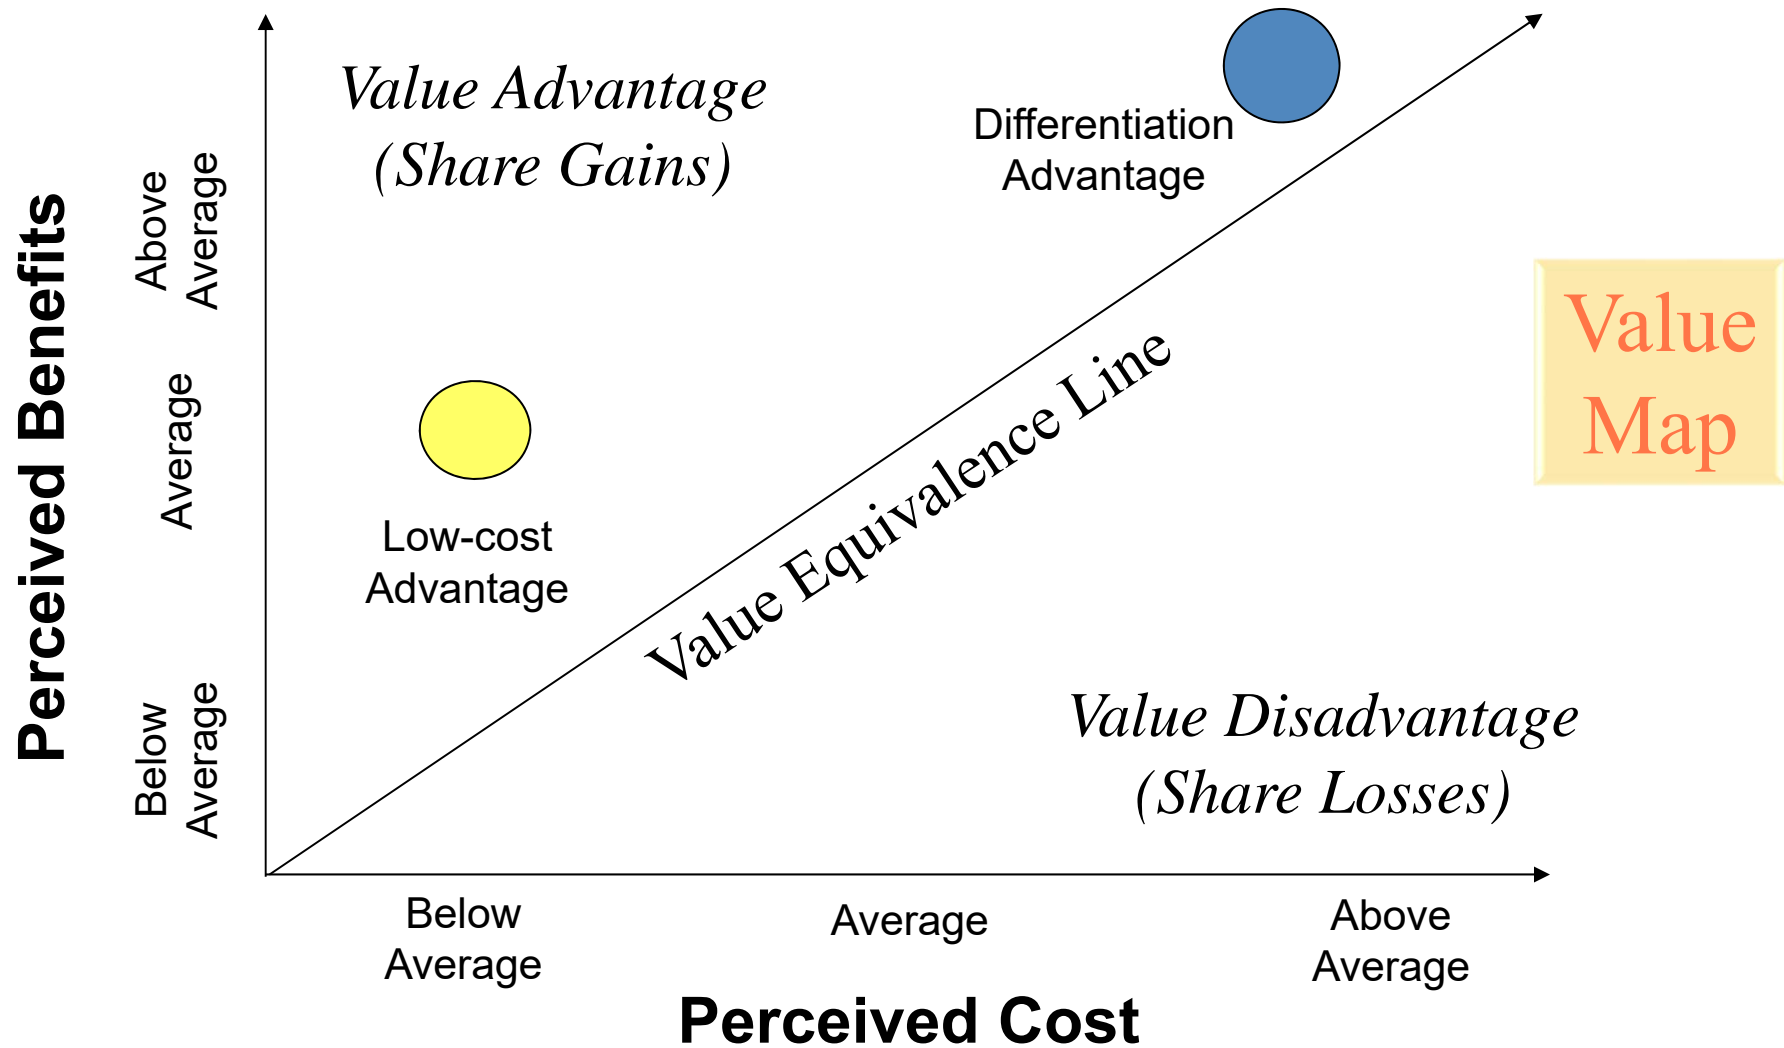 Value Advantage
(Share Gains)
Differentiation
Advantage
Perceived Benefits
Above
Average
Average
Below
Average
Value
Map
Low-cost
Advantage
Value Equivalence Line
Value Disadvantage
(Share Losses)
Below
Average
Average
Above
Average
Perceived Cost